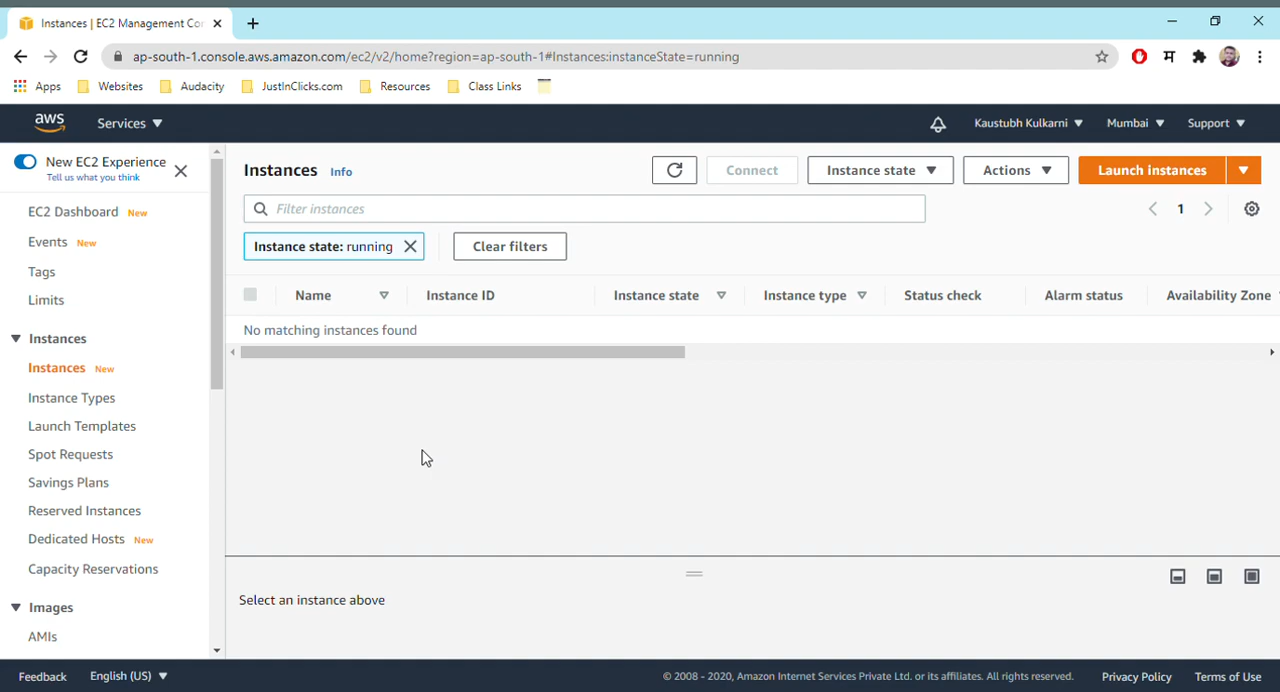 Instances | EC2 Management Cor
ap-south-1.console.aws.amazon.com/ec2/v2/home?region=ap-south-1#Instances:instanceState=running
Apps Websites Audacity JustInClicks.com Resources Class Links
aws Services Kaustubh Kulkarni Mumbai Support
New EC2 Experience
Tell us what you think
EC2 Dashboard New
Events New
Tags
Limits
Instances
Instances New
Instance Types
Launch Templates
Spot Requests
Savings Plans
Reserved Instances
Dedicated Hosts New
Capacity Reservations
Images
AMIs
Instances Info Connect Instance state Actions Launch instances
Filter instances 1
Instance state: running Clear filters
Name Instance ID Instance state Instance type Status check Alarm status Availability Zone
No matching instances found
Select an instance above
Feedback English (US) © 2008 - 2020, Amazon Internet Services Private Ltd. or its affiliates. All rights reserved. Privacy Policy Terms of Use